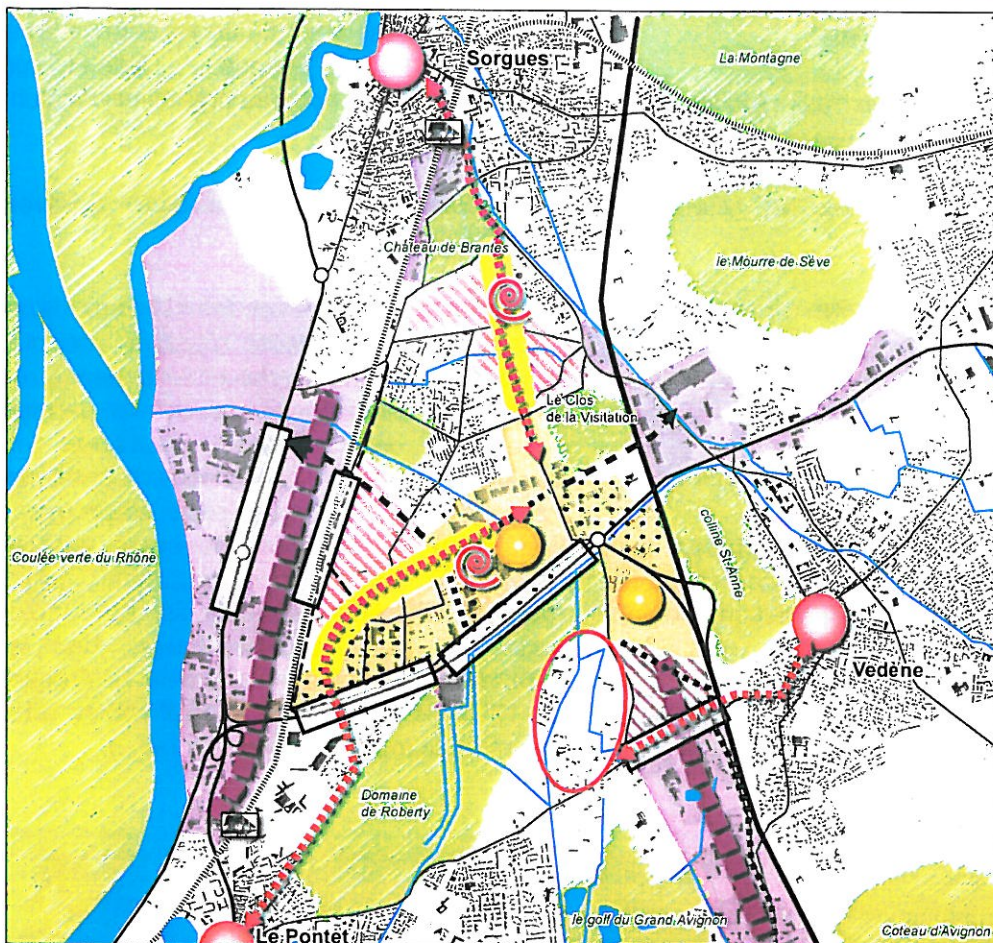 Sorgues
La Montagne
Château de Brantes
le Mourre de Sève
Le Clos
de la Visitation
Coulée verte du Rhône
colline St-Anne
Vedène
Domaine
de Roberty
le golf du Grand Avignon
Le Pontet
Coteau d'Avignon